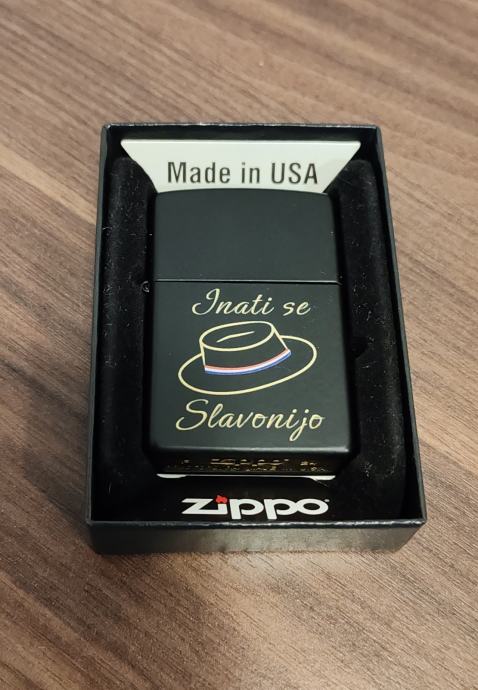 Made in USA
Inati se
Slavonijo
zippo